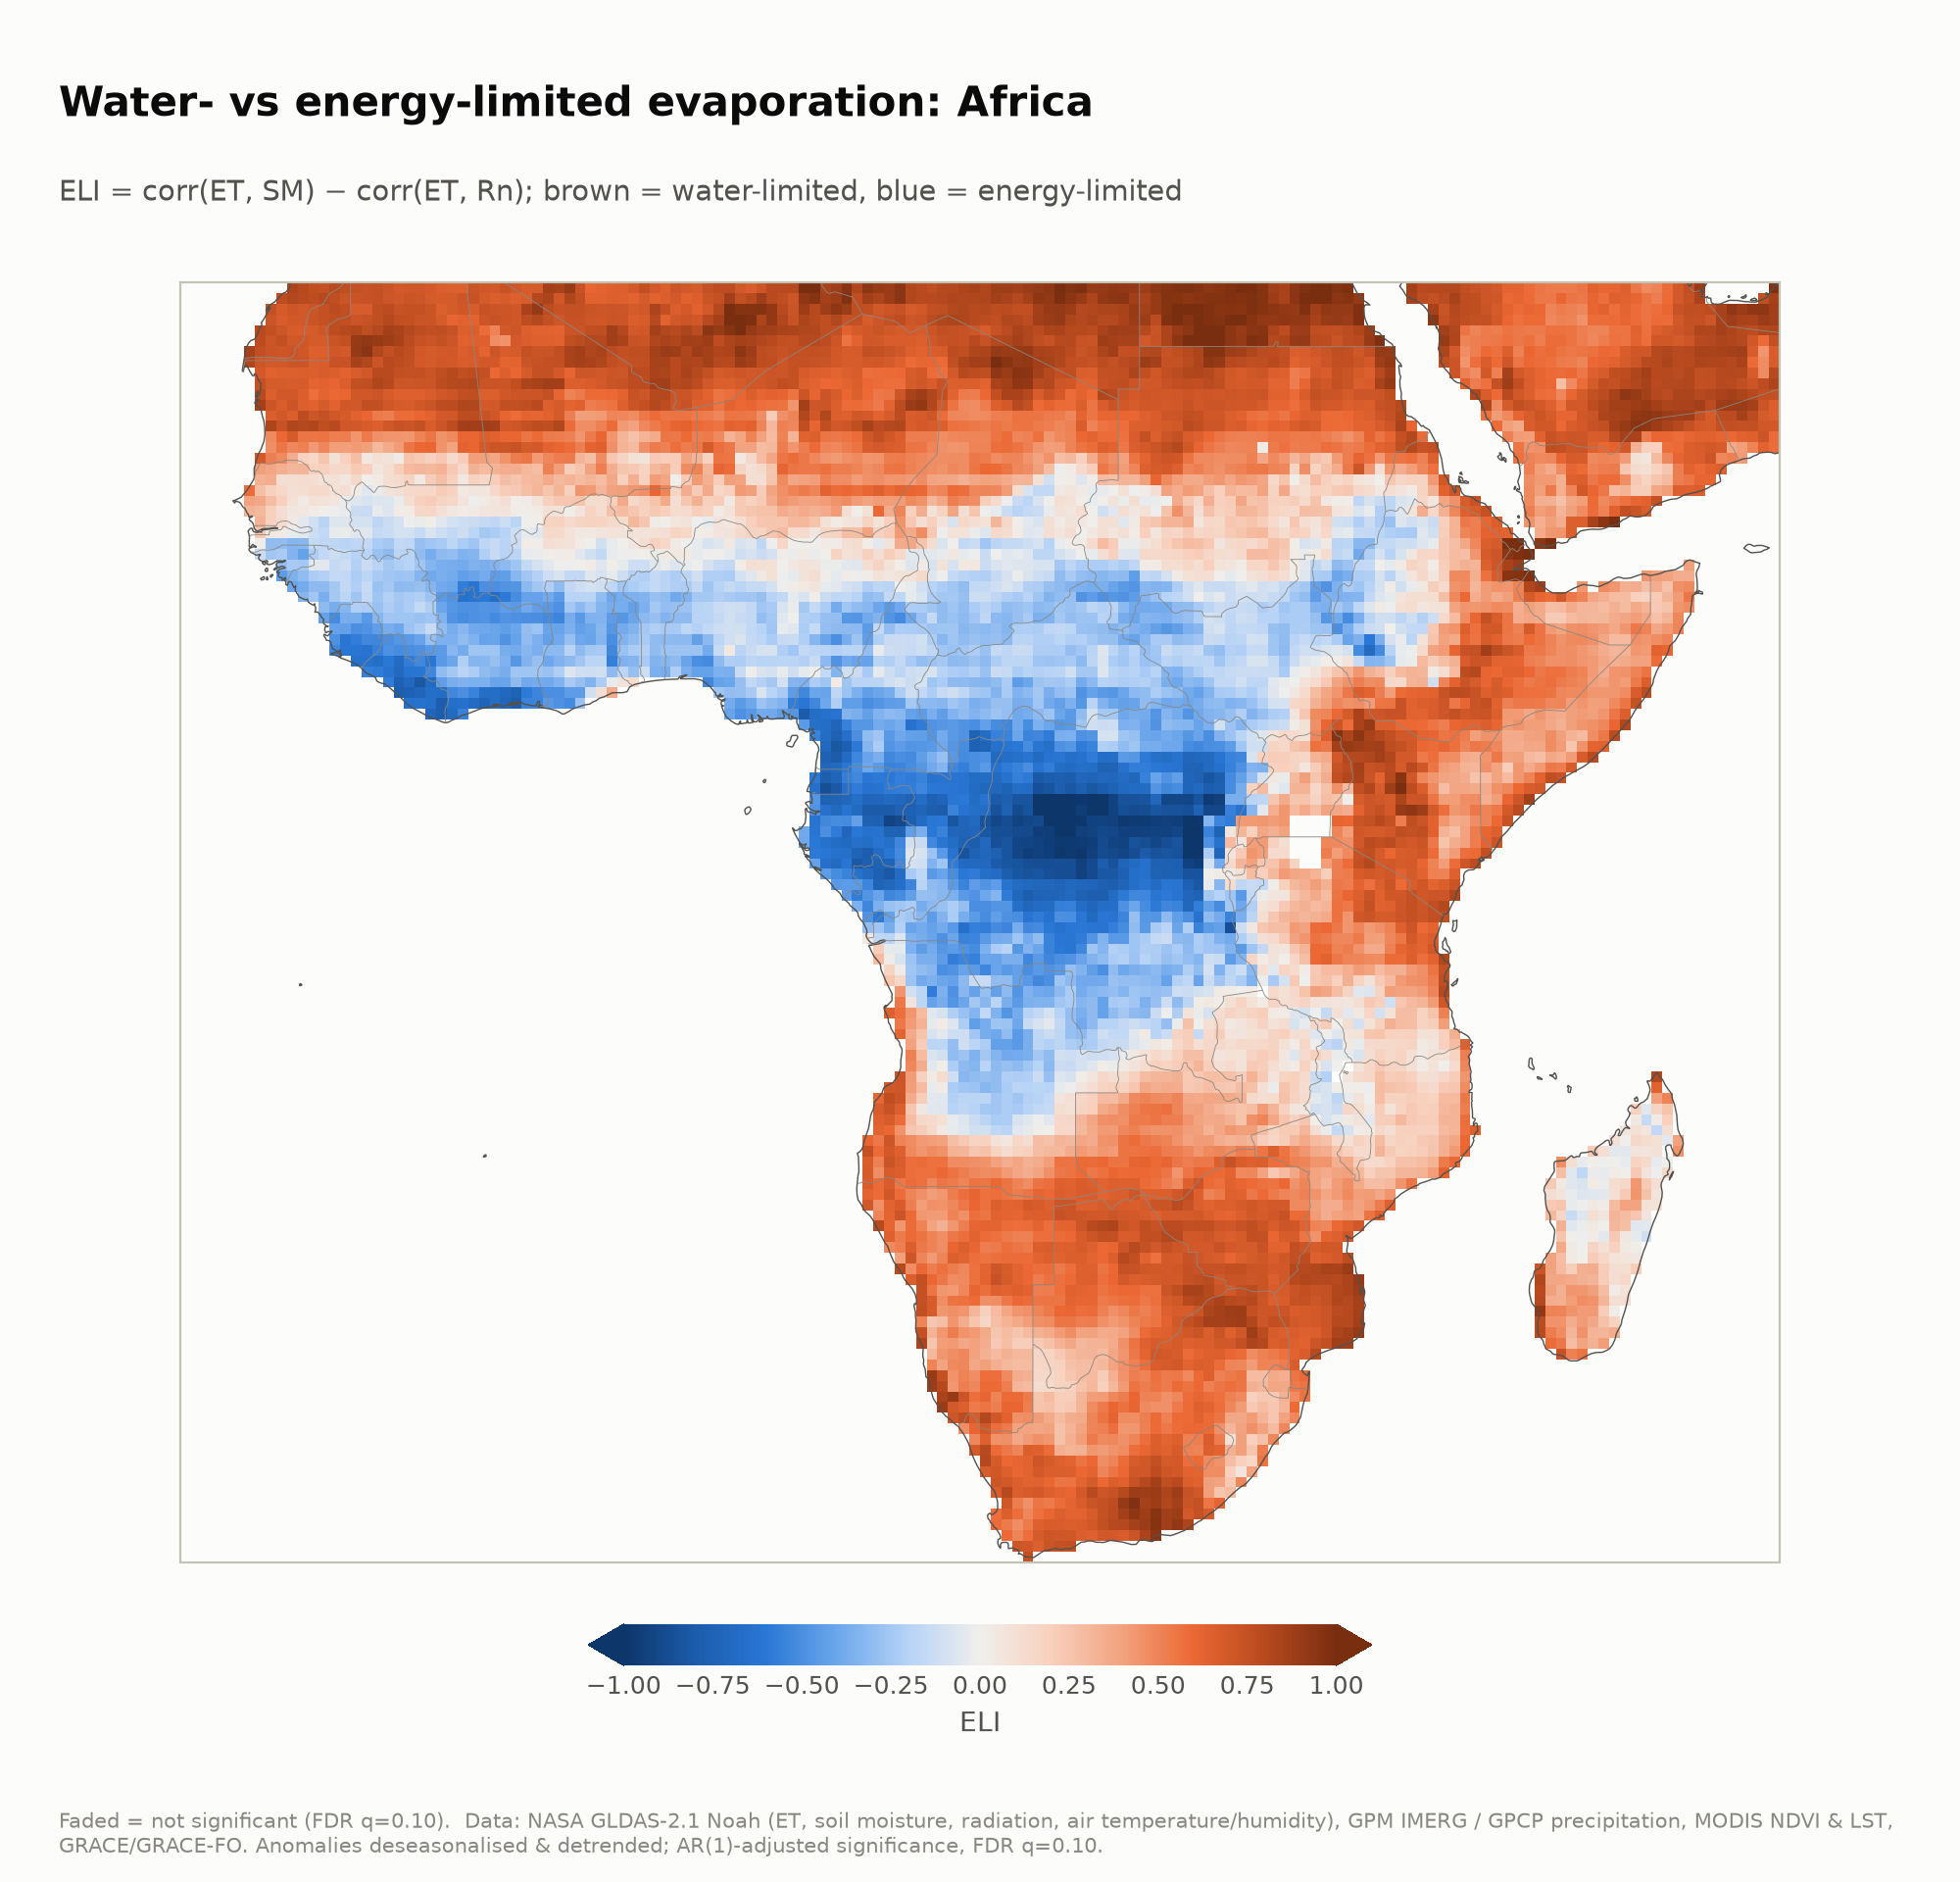 Water- vs energy-limited evaporation: Africa
ELI = corr(ET, SM) − corr(ET, Rn); brown = water-limited, blue = energy-limited
−1.00 −0.75 −0.50 −0.25 0.00 0.25 0.50 0.75 1.00
ELI
Faded = not significant (FDR q=0.10).  Data: NASA GLDAS-2.1 Noah (ET, soil moisture, radiation, air temperature/humidity), GPM IMERG / GPCP precipitation, MODIS NDVI & LST,
GRACE/GRACE-FO. Anomalies deseasonalised & detrended; AR(1)-adjusted significance, FDR q=0.10.